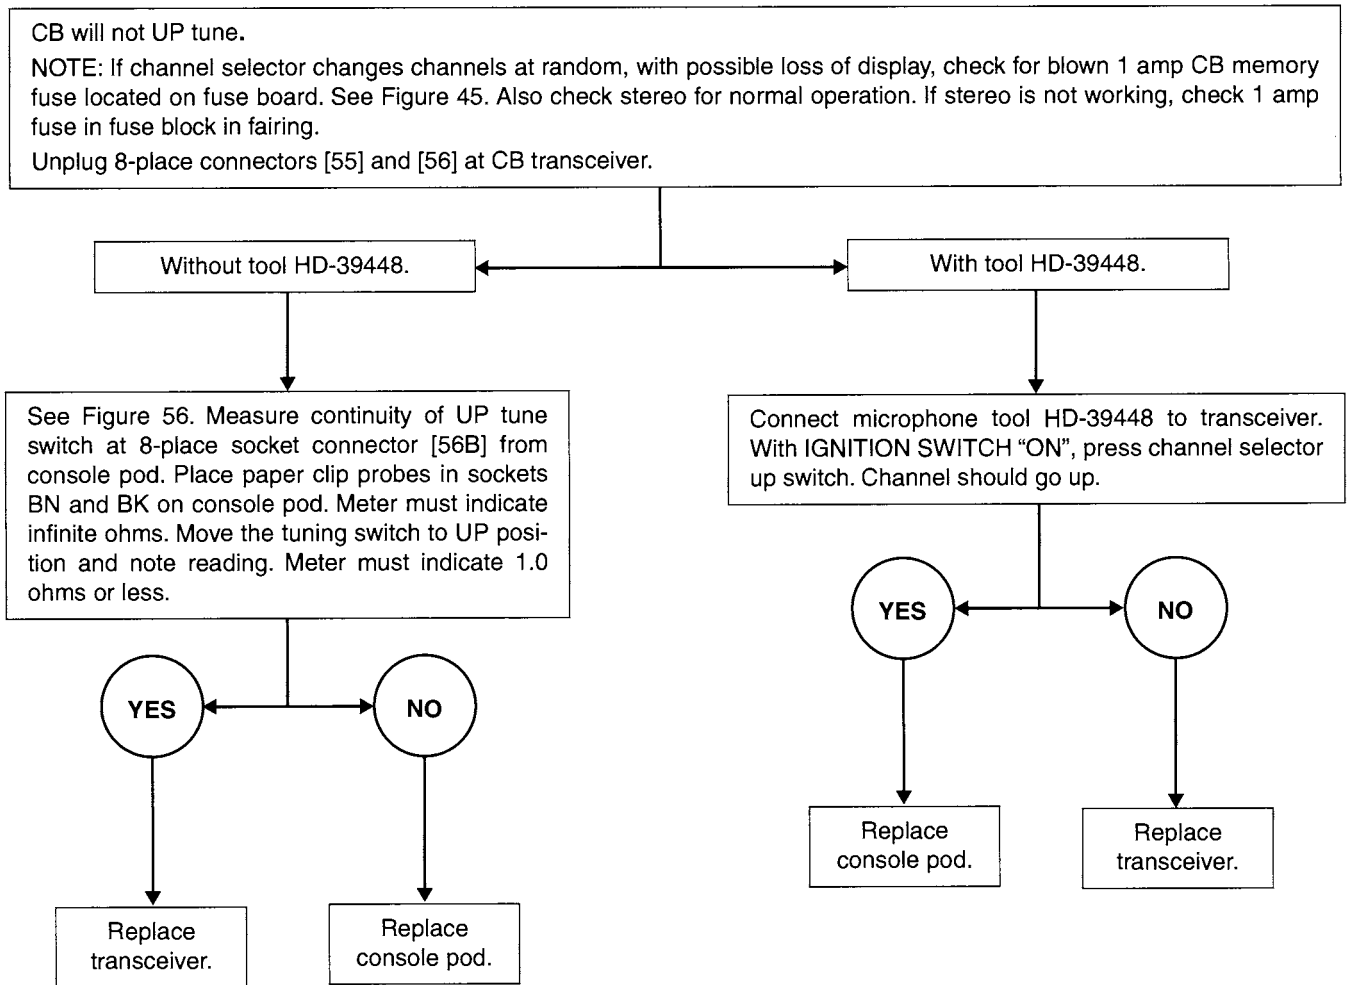 CB will not UP tune.
NOTE: If channel selector changes channels at random, with possible loss of display, check for blown 1 amp CB memory
fuse located on fuse board. See Figure 45. Also check stereo for normal operation. If stereo is not working, check 1 amp
fuse in fuse block in fairing.
Unplug 8-place connectors [55] and [56] at CB transceiver.
Without tool HD-39448.
With tool HD-39448.
See Figure 56. Measure continuity of UP tune
switch at 8-place socket connector [56B] from
console pod. Place paper clip probes in sockets
BN and BK on console pod. Meter must indicate
infinite ohms. Move the tuning switch to UP posi-
tion and note reading. Meter must indicate 1.0
ohms or less.
Connect microphone tool HD-39448 to transceiver.
With IGNITION SWITCH “ON”, press channel selector
up switch. Channel should go up.
YES
NO
YES
NO
Replace
console pod.
Replace
transceiver.
Replace
transceiver.
Replace
console pod.